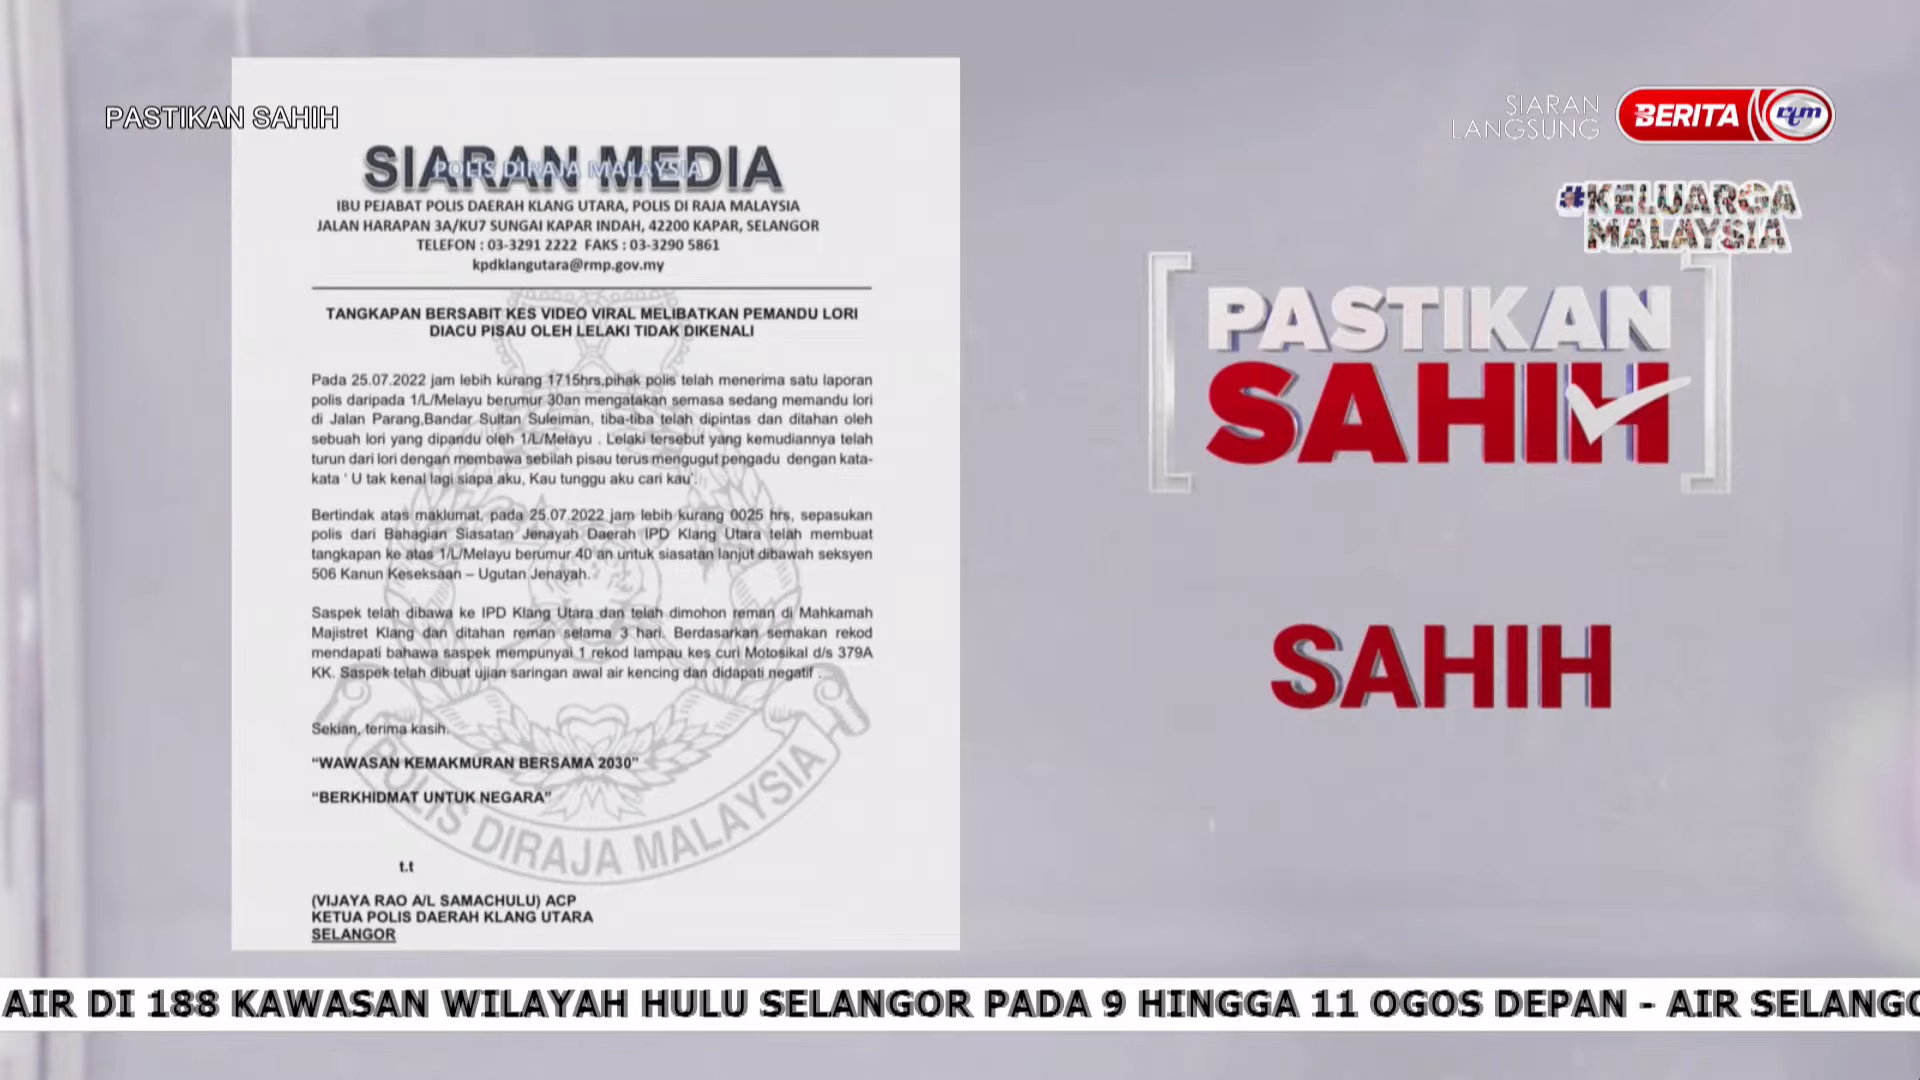 PASTIKAN SAHIH
SIARAN MEDIA
POLIS DIRAJA MALAYSIA
IBU PEJABAT POLIS DAERAH KLANG UTARA, POLIS DI RAJA MALAYSIA
JALAN HARAPAN 3A/KU7 SUNGAI KAPAR INDAH, 42200 KAPAR, SELANGOR
TELEFON : 03-3291 2222 FAKS : 03-3290 5861
kpdklangutara@rmp.gov.my
TANGKAPAN BERSABIT KES VIDEO VIRAL MELIBATKAN PEMANDU LORI
DIACU PISAU OLEH LELAKI TIDAK DIKENALI
Pada 25.07.2022 jam lebih kurang 1715hrs,pihak polis telah menerima satu laporan
polis daripada 1/L/Melayu berumur 30an mengatakan semasa sedang memandu lori
di Jalan Parang,Bandar Sultan Suleiman, tiba-tiba telah dipintas dan ditahan oleh
sebuah lori yang dipandu oleh 1/L/Melayu . Lelaki tersebut yang kemudiannya telah
turun dari lori dengan membawa sebilah pisau terus mengugut pengadu dengan kata-
kata ‘ U tak kenal lagi siapa aku, Kau tunggu aku cari kau’.
Bertindak atas maklumat, pada 25.07.2022 jam lebih kurang 0025 hrs, sepasukan
polis dari Bahagian Siasatan Jenayah Daerah IPD Klang Utara telah membuat
tangkapan ke atas 1/L/Melayu berumur 40 an untuk siasatan lanjut dibawah seksyen
506 Kanun Keseksaan – Ugutan Jenayah.
Saspek telah dibawa ke IPD Klang Utara dan telah dimohon reman di Mahkamah
Majistret Klang dan ditahan reman selama 3 hari. Berdasarkan semakan rekod
mendapati bahawa saspek mempunyai 1 rekod lampau kes curi Motosikal d/s 379A
KK. Saspek telah dibuat ujian saringan awal air kencing dan didapati negatif .
Sekian, terima kasih.
“WAWASAN KEMAKMURAN BERSAMA 2030”
“BERKHIDMAT UNTUK NEGARA”
POLIS DIRAJA MALAYSIA
t.t
(VIJAYA RAO A/L SAMACHULU) ACP
KETUA POLIS DAERAH KLANG UTARA
SELANGOR
SIARAN
LANGSUNG
BERITA rtm
#KELUARGA
MALAYSIA
PASTIKAN
SAHIH
SAHIH
AIR DI 188 KAWASAN WILAYAH HULU SELANGOR PADA 9 HINGGA 11 OGOS DEPAN - AIR SELANGO